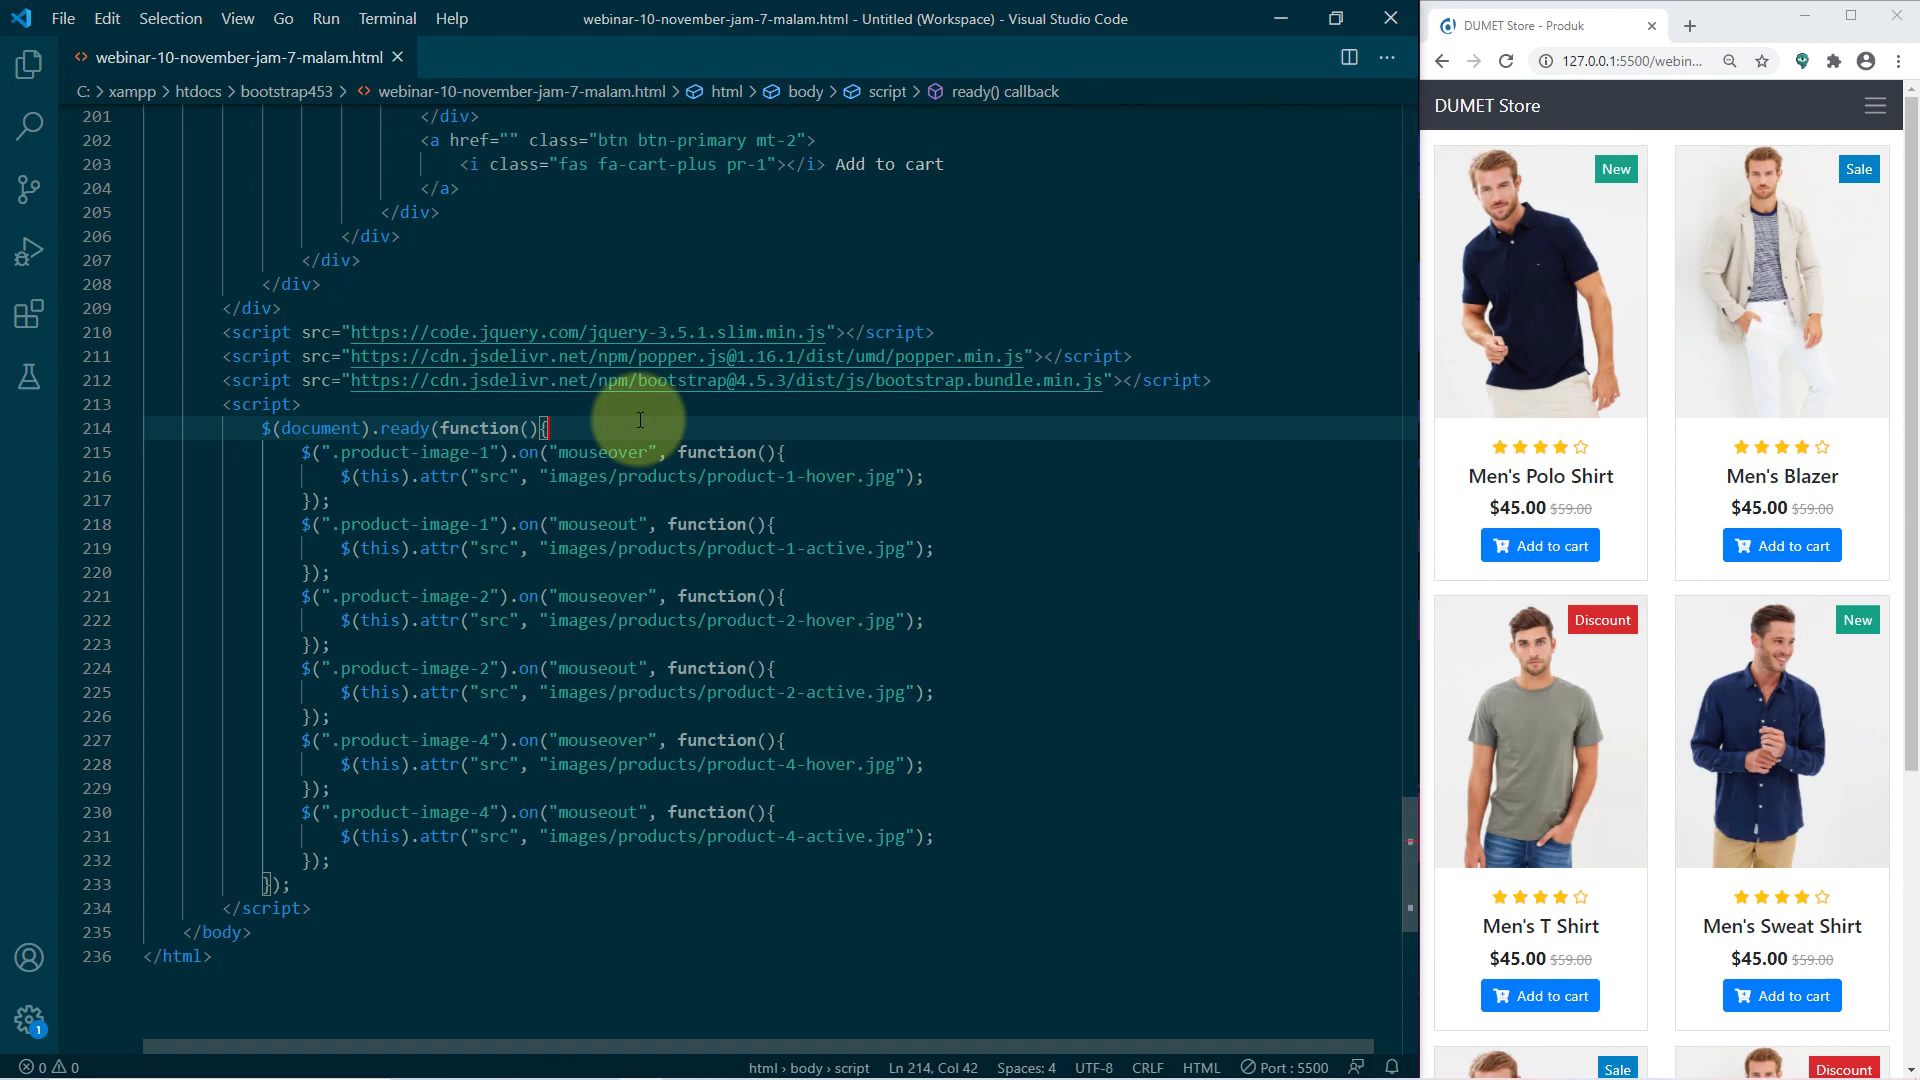 File Edit Selection View Go Run Terminal Help
webinar-10-november-jam-7-malam.html - Untitled (Workspace) - Visual Studio Code
webinar-10-november-jam-7-malam.html
C: > xampp > htdocs > bootstrap453 > webinar-10-november-jam-7-malam.html > html > body > script > ready() callback
201 </div>
202 <a href="" class="btn btn-primary mt-2">
203 <i class="fas fa-cart-plus pr-1"></i> Add to cart
204 </a>
205 </div>
206 </div>
207 </div>
208 </div>
209 </div>
210 <script src="https://code.jquery.com/jquery-3.5.1.slim.min.js"></script>
211 <script src="https://cdn.jsdelivr.net/npm/popper.js@1.16.1/dist/umd/popper.min.js"></script>
212 <script src="https://cdn.jsdelivr.net/npm/bootstrap@4.5.3/dist/js/bootstrap.bundle.min.js"></script>
213 <script>
214 $(document).ready(function(){
215 $(".product-image-1").on("mouseover", function(){
216 $(this).attr("src", "images/products/product-1-hover.jpg");
217 });
218 $(".product-image-1").on("mouseout", function(){
219 $(this).attr("src", "images/products/product-1-active.jpg");
220 });
221 $(".product-image-2").on("mouseover", function(){
222 $(this).attr("src", "images/products/product-2-hover.jpg");
223 });
224 $(".product-image-2").on("mouseout", function(){
225 $(this).attr("src", "images/products/product-2-active.jpg");
226 });
227 $(".product-image-4").on("mouseover", function(){
228 $(this).attr("src", "images/products/product-4-hover.jpg");
229 });
230 $(".product-image-4").on("mouseout", function(){
231 $(this).attr("src", "images/products/product-4-active.jpg");
232 });
233 });
234 </script>
235 </body>
236 </html>
1
0 0
html > body > script Ln 214, Col 42 Spaces: 4 UTF-8 CRLF HTML Port : 5500
DUMET Store - Produk
127.0.0.1:5500/webin...
DUMET Store
New
Men's Polo Shirt
$45.00 $59.00
Add to cart
Sale
Men's Blazer
$45.00 $59.00
Add to cart
Discount
Men's T Shirt
$45.00 $59.00
Add to cart
New
Men's Sweat Shirt
$45.00 $59.00
Add to cart
Sale
Discount